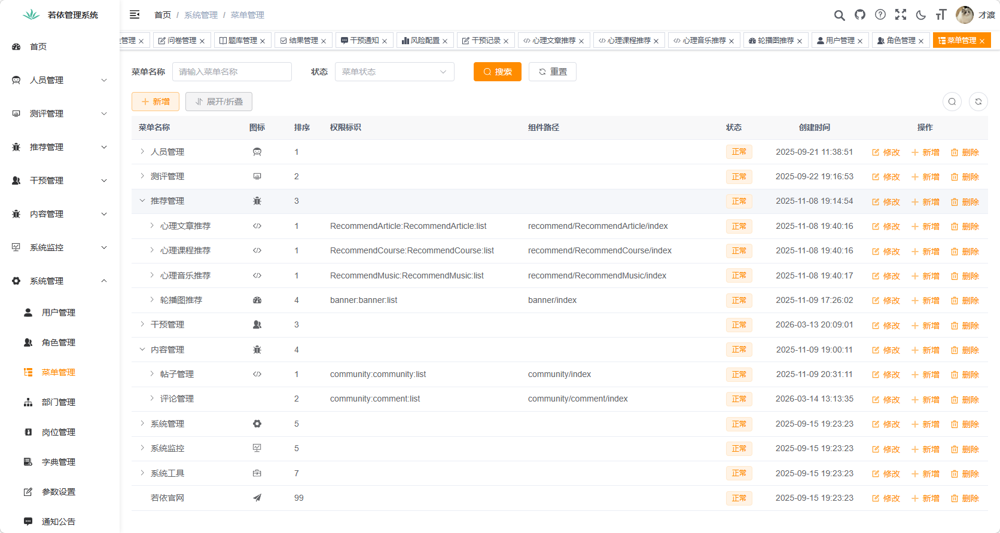 若依管理系统
首页
人员管理
测评管理
推荐管理
干预管理
内容管理
系统监控
系统管理
用户管理
角色管理
菜单管理
部门管理
岗位管理
字典管理
参数设置
通知公告
首页 / 系统管理 / 菜单管理
才渡
管理 问卷管理 题库管理 结果管理 干预通知 风险配置 干预记录 心理文章推荐 心理课程推荐 心理音乐推荐 轮播图推荐 用户管理 角色管理 菜单管理
菜单名称 请输入菜单名称 状态 菜单状态 搜索 重置
新增 展开/折叠
菜单名称 图标 排序 权限标识 组件路径 状态 创建时间 操作
人员管理 1 正常 2025-09-21 11:38:51 修改 新增 删除
测评管理 2 正常 2025-09-22 19:16:53 修改 新增 删除
推荐管理 3 正常 2025-11-08 19:14:54 修改 新增 删除
心理文章推荐 1 RecommendArticle:RecommendArticle:list recommend/RecommendArticle/index 正常 2025-11-08 19:40:16 修改 新增 删除
心理课程推荐 1 RecommendCourse:RecommendCourse:list recommend/RecommendCourse/index 正常 2025-11-08 19:40:16 修改 新增 删除
心理音乐推荐 1 RecommendMusic:RecommendMusic:list recommend/RecommendMusic/index 正常 2025-11-08 19:40:17 修改 新增 删除
轮播图推荐 4 banner:banner:list banner/index 正常 2025-11-09 17:26:02 修改 新增 删除
干预管理 3 正常 2026-03-13 20:09:01 修改 新增 删除
内容管理 4 正常 2025-11-09 19:00:11 修改 新增 删除
帖子管理 1 community:community:list community/index 正常 2025-11-09 20:31:11 修改 新增 删除
评论管理 2 community:comment:list community/comment/index 正常 2026-03-14 13:13:35 修改 新增 删除
系统管理 5 正常 2025-09-15 19:23:23 修改 新增 删除
系统监控 5 正常 2025-09-15 19:23:23 修改 新增 删除
系统工具 7 正常 2025-09-15 19:23:23 修改 新增 删除
若依官网 99 正常 2025-09-15 19:23:23 修改 新增 删除